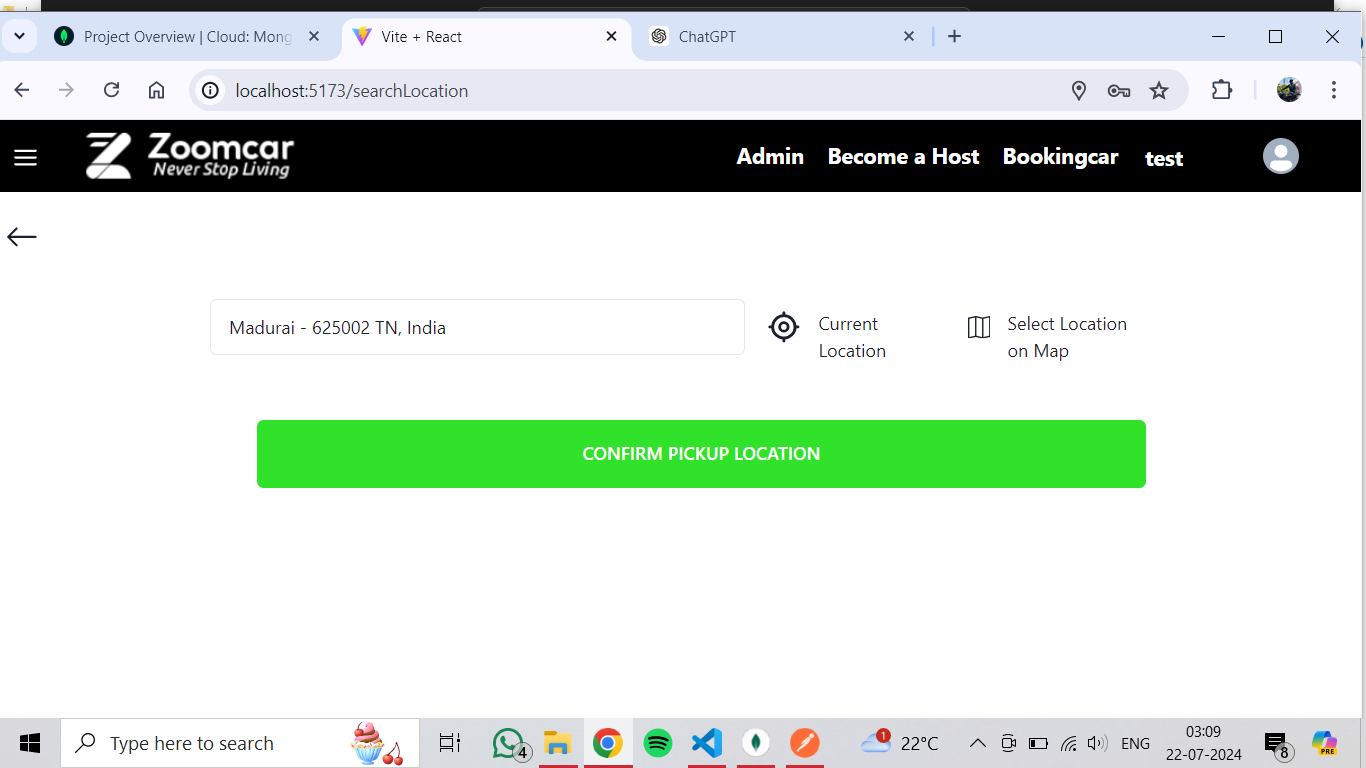 Project Overview | Cloud: Mong
Vite + React
ChatGPT
localhost:5173/searchLocation
Zoomcar
Never Stop Living
Admin
Become a Host
Bookingcar
test
Madurai - 625002 TN, India
Current
Location
Select Location
on Map
CONFIRM PICKUP LOCATION
Type here to search
4
1
22°C
ENG
03:09
22-07-2024
8
PRE